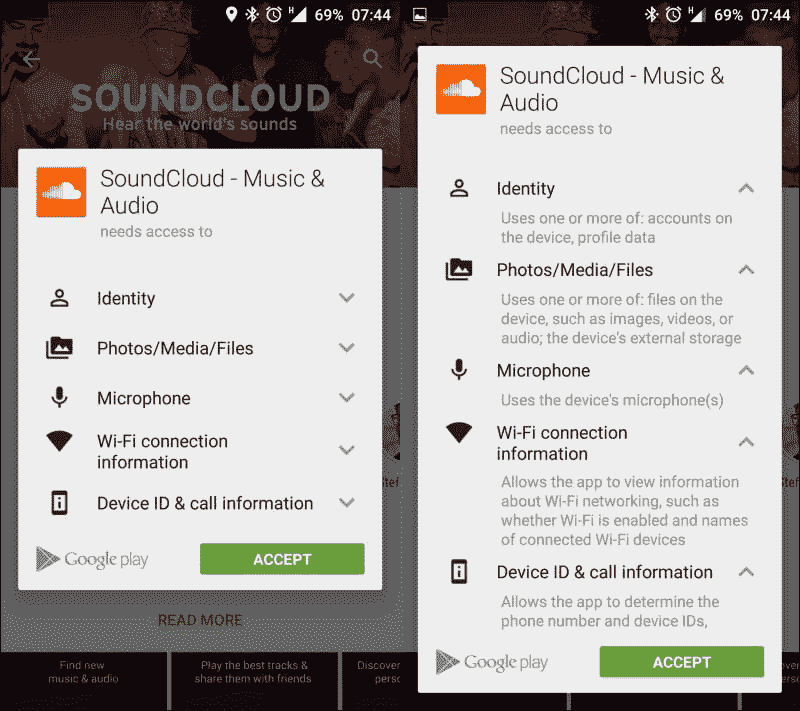 69% 07:44
SOUNDCLOUD
Hear the world's sounds
SoundCloud - Music &
Audio
needs access to
Identity
Photos/Media/Files
Microphone
Wi-Fi connection
information
Device ID & call information
Google play
ACCEPT
READ MORE
Find new
music & audio
Play the best tracks &
share them with friends
Discover
perso
H 69% 07:44
SoundCloud - Music &
Audio
needs access to
Identity
Uses one or more of: accounts on
the device, profile data
Photos/Media/Files
Uses one or more of: files on the
device, such as images, videos, or
audio; the device's external storage
Microphone
Uses the device's microphone(s)
Wi-Fi connection
information
Allows the app to view information
about Wi-Fi networking, such as
whether Wi-Fi is enabled and names
of connected Wi-Fi devices
Device ID & call information
Allows the app to determine the
phone number and device IDs,
Google play
ACCEPT